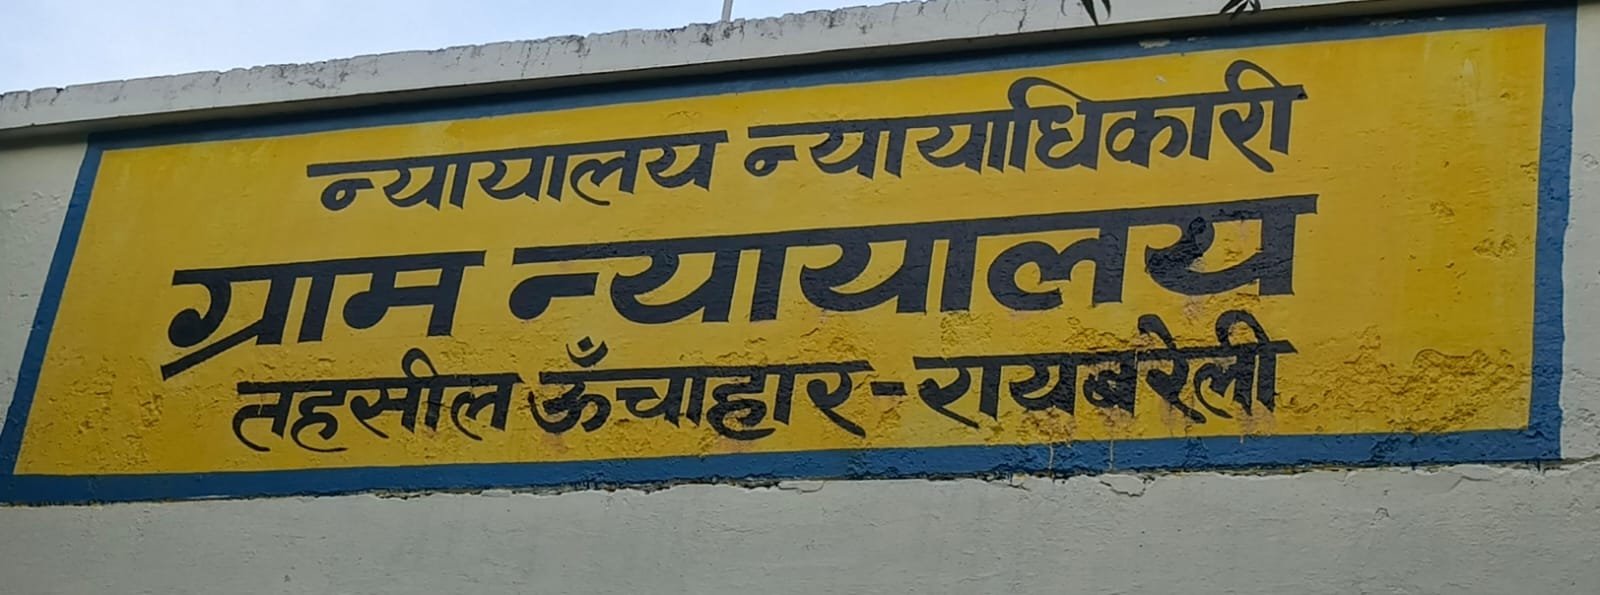 न्यायालय न्यायाधिकारी
ग्राम न्यायालय
तहसील ऊँचाहार-रायबरेली